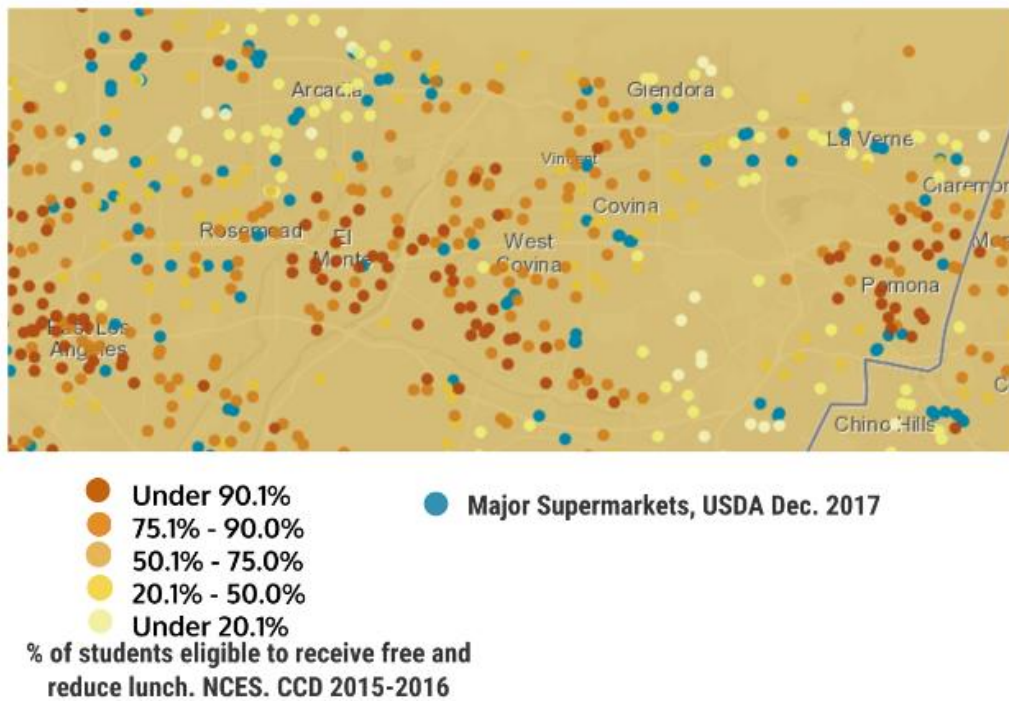 Arcadia
Glendora
La Verne
Vincent
Claremon
Covina
Rosemead
El
Monte
West
Covina
Pomona
East Los
Angeles
Chino Hills
Under 90.1%
75.1% - 90.0%
50.1% - 75.0%
20.1% - 50.0%
Under 20.1%
% of students eligible to receive free and
reduce lunch. NCES. CCD 2015-2016
Major Supermarkets, USDA Dec. 2017